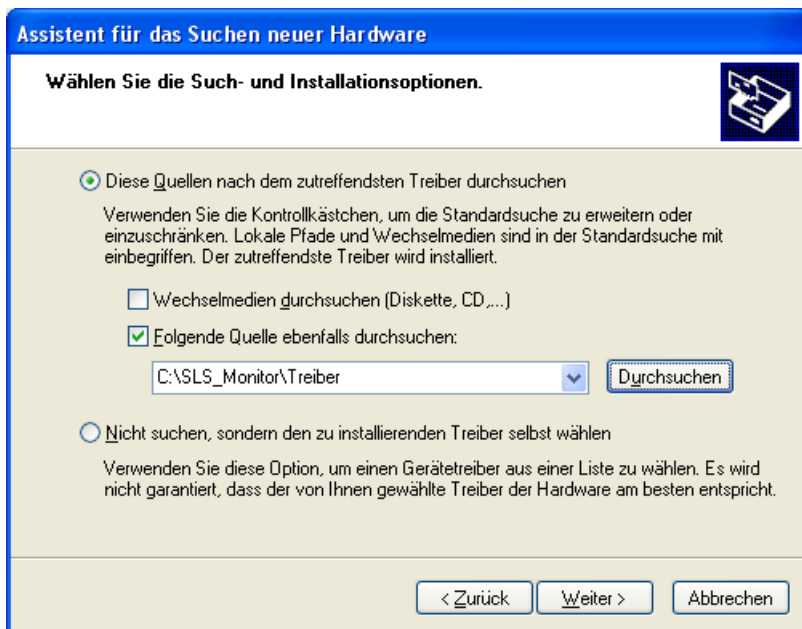 Assistent für das Suchen neuer Hardware
Wählen Sie die Such- und Installationsoptionen.
Diese Quellen nach dem zutreffendsten Treiber durchsuchen
Verwenden Sie die Kontrollkästchen, um die Standardsuche zu erweitern oder
einzuschränken. Lokale Pfade und Wechselmedien sind in der Standardsuche mit
einbegriffen. Der zutreffendste Treiber wird installiert.
Wechselmedien durchsuchen (Diskette, CD,...)
Folgende Quelle ebenfalls durchsuchen:
C:\SLS_Monitor\Treiber Durchsuchen
Nicht suchen, sondern den zu installierenden Treiber selbst wählen
Verwenden Sie diese Option, um einen Gerätetreiber aus einer Liste zu wählen. Es wird
nicht garantiert, dass der von Ihnen gewählte Treiber der Hardware am besten entspricht.
< Zurück Weiter > Abbrechen